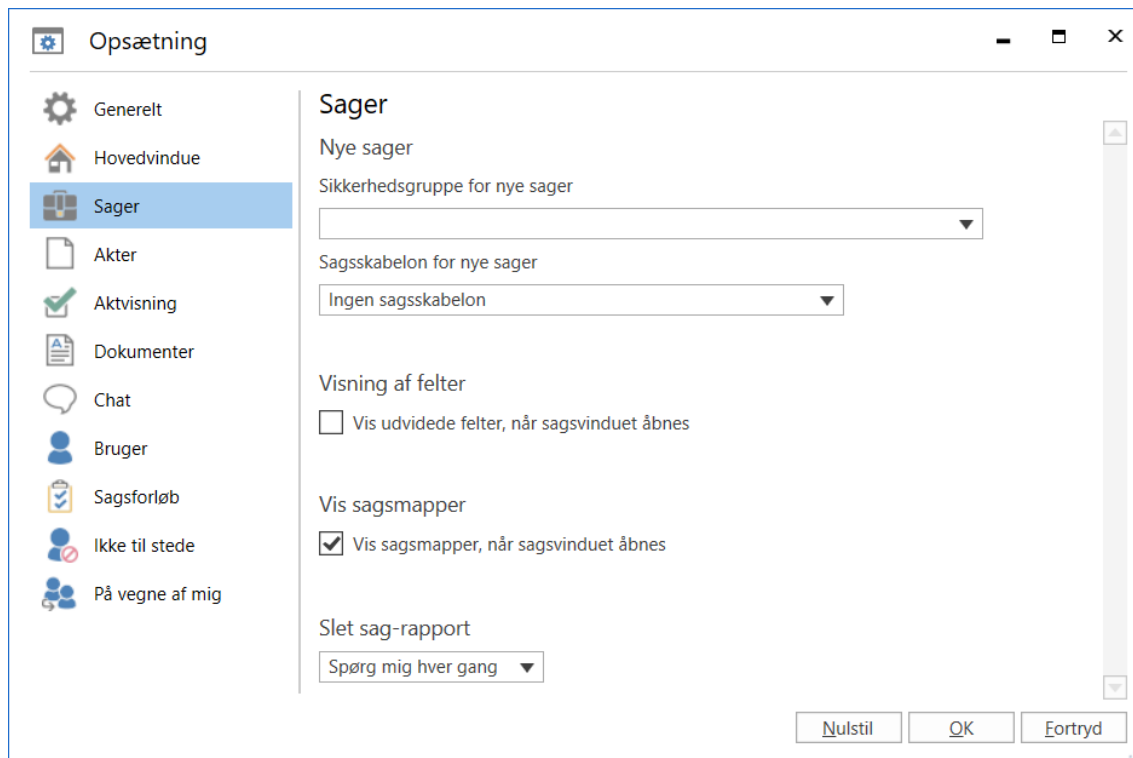 Opsætning
Generelt
Hovedvindue
Sager
Akter
Aktvisning
Dokumenter
Chat
Bruger
Sagsforløb
Ikke til stede
På vegne af mig
Sager
Nye sager
Sikkerhedsgruppe for nye sager
Sagsskabelon for nye sager
Ingen sagsskabelon
Visning af felter
Vis udvidede felter, når sagsvinduet åbnes
Vis sagsmapper
Vis sagsmapper, når sagsvinduet åbnes
Slet sag-rapport
Spørg mig hver gang
Nulstil
OK
Fortryd